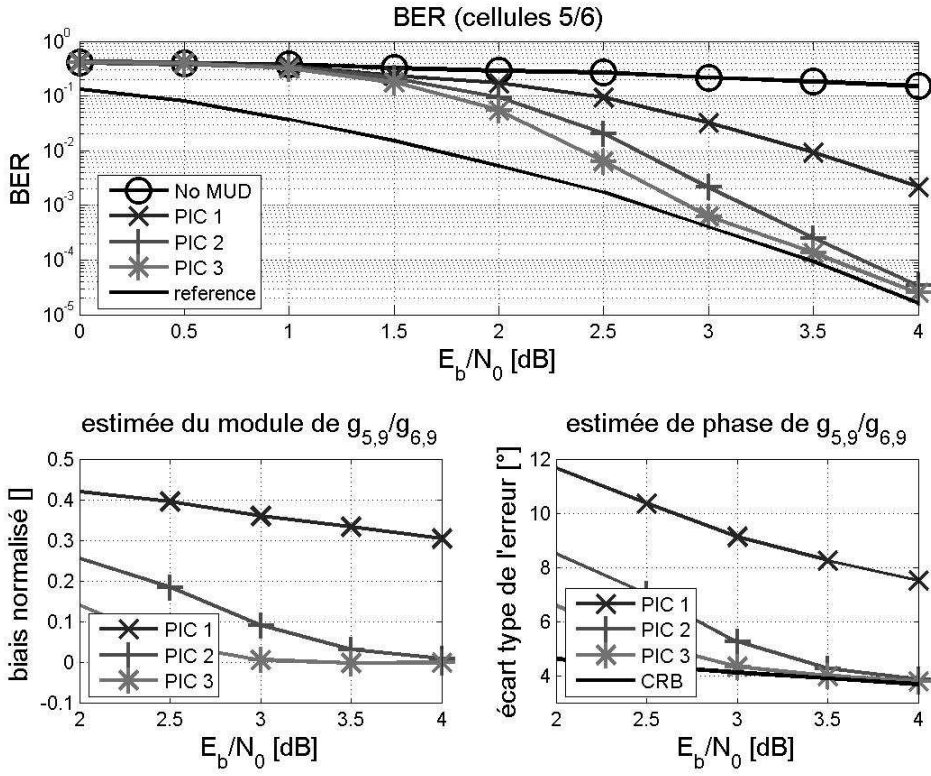 BER (cellules 5/6)
10^0
10^-1
10^-2
10^-3
10^-4
10^-5
BER
No MUD
PIC 1
PIC 2
PIC 3
reference
0 0.5 1 1.5 2 2.5 3 3.5 4
E_b/N_0 [dB]
estimée du module de g_5,9/g_6,9
0.5
0.4
0.3
0.2
0.1
0
-0.1
biais normalisé []
PIC 1
PIC 2
PIC 3
2 2.5 3 3.5 4
E_b/N_0 [dB]
estimée de phase de g_5,9/g_6,9
12
10
8
6
4
écart type de l'erreur [°]
PIC 1
PIC 2
PIC 3
CRB
2 2.5 3 3.5 4
E_b/N_0 [dB]